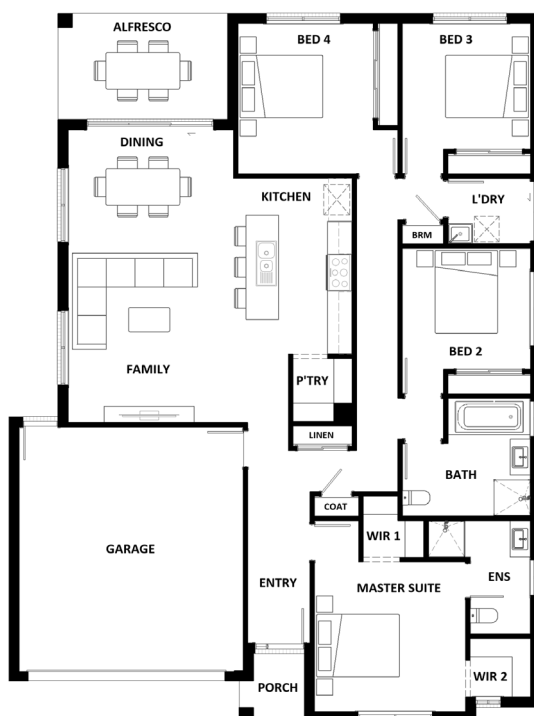 ALFRESCO
BED 4
BED 3
DINING
KITCHEN
L'DRY
BRM
BED 2
FAMILY
P'TRY
LINEN
BATH
COAT
WIR 1
GARAGE
ENTRY
MASTER SUITE
ENS
WIR 2
PORCH